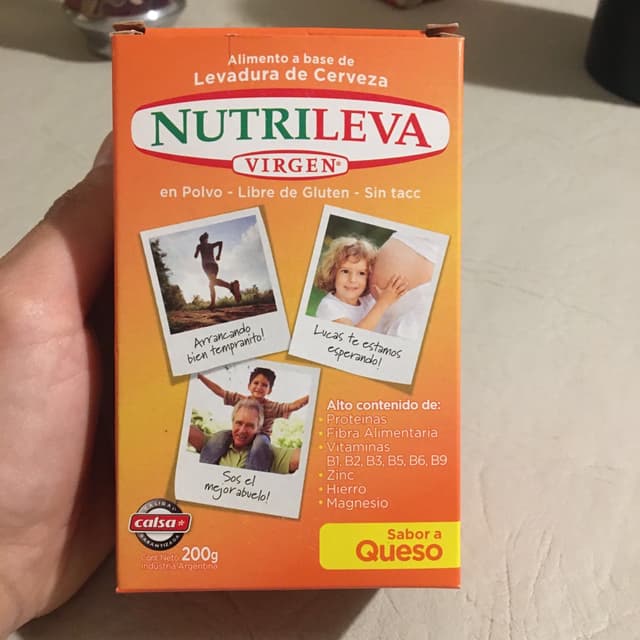 Alimento a base de
Levadura de Cerveza
NUTRILEVA
VIRGEN®
en Polvo - Libre de Gluten - Sin tacc
Arrancando
bien tempranito!
Lucas te estamos
esperando!
Sos el
mejor abuelo!
Alto contenido de:
• Proteínas
• Fibra Alimentaria
• Vitaminas
B1, B2, B3, B5, B6, B9
• Zinc
• Hierro
• Magnesio
CALIDAD
calsa
GARANTIZADA
Cont. Neto 200g
Industria Argentina
Sabor a
Queso